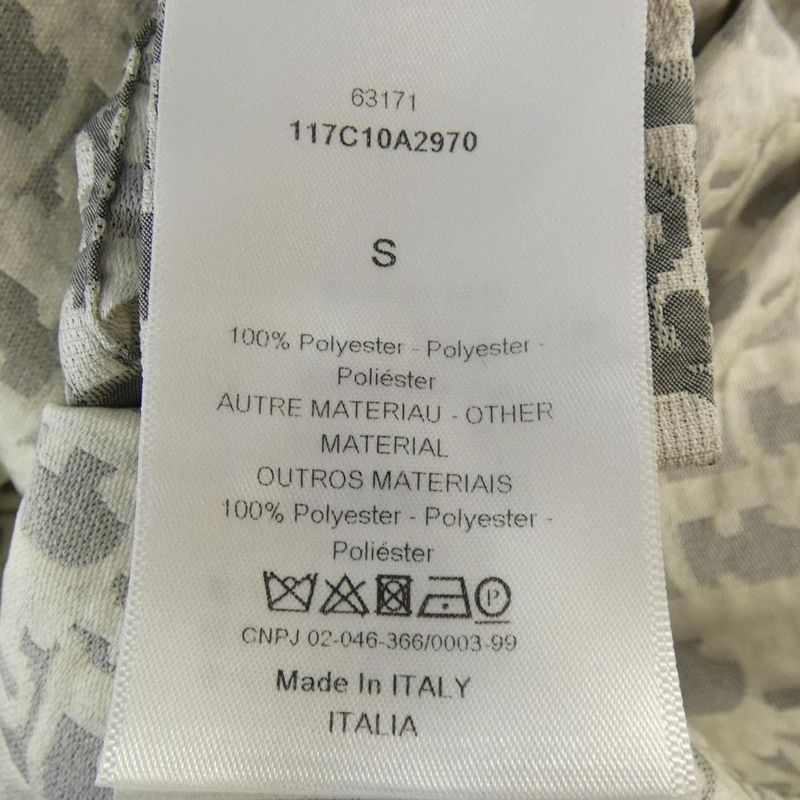 63171
117C10A2970
S
100% Polyester - Polyester -
Poliéster
AUTRE MATERIAU - OTHER
MATERIAL
OUTROS MATERIAIS
100% Polyester - Polyester -
Poliéster
P
CNPJ 02-046-366/0003-99
Made In ITALY
ITALIA